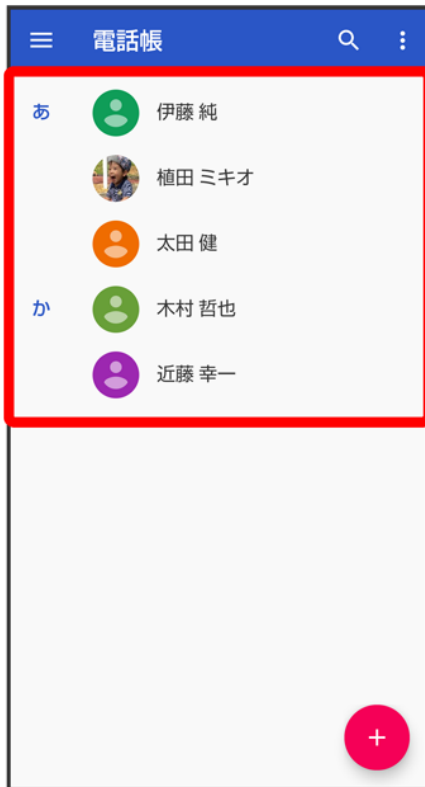 電話帳
あ
伊藤 純
植田 ミキオ
太田 健
か
木村 哲也
近藤 幸一